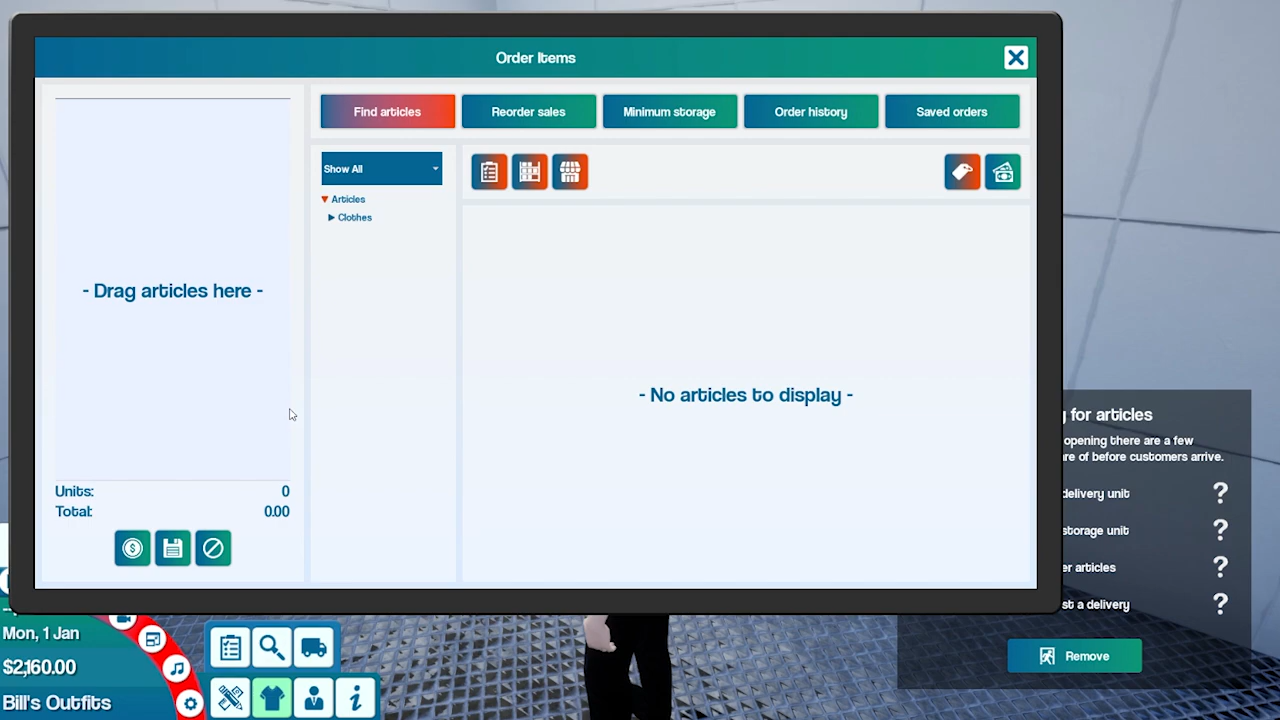 Order Items
Find articles
Reorder sales
Minimum storage
Order history
Saved orders
Show All
Articles
Clothes
- Drag articles here -
- No articles to display -
Units: 0
Total: 0.00
for articles
opening there are a few
of before customers arrive.
delivery unit ?
storage unit ?
articles ?
a delivery ?
Remove
Mon, 1 Jan
$2,160.00
Bill's Outfits